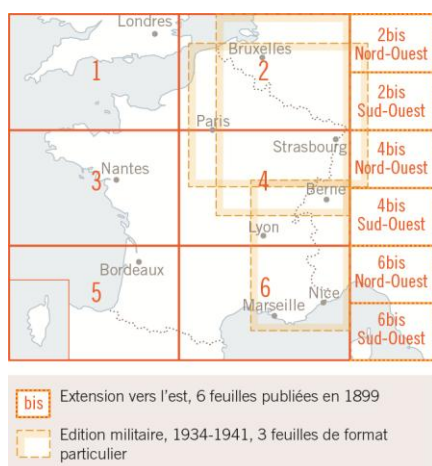 Londres
Bruxelles
1
2
2bis
Nord-Ouest
2bis
Sud-Ouest
Paris
Strasbourg
4bis
Nord-Ouest
3
Nantes
4
Berne
4bis
Sud-Ouest
Lyon
Bordeaux
6bis
Nord-Ouest
5
6
Nice
Marseille
6bis
Sud-Ouest
bis Extension vers l'est, 6 feuilles publiées en 1899
Edition militaire, 1934-1941, 3 feuilles de format
particulier